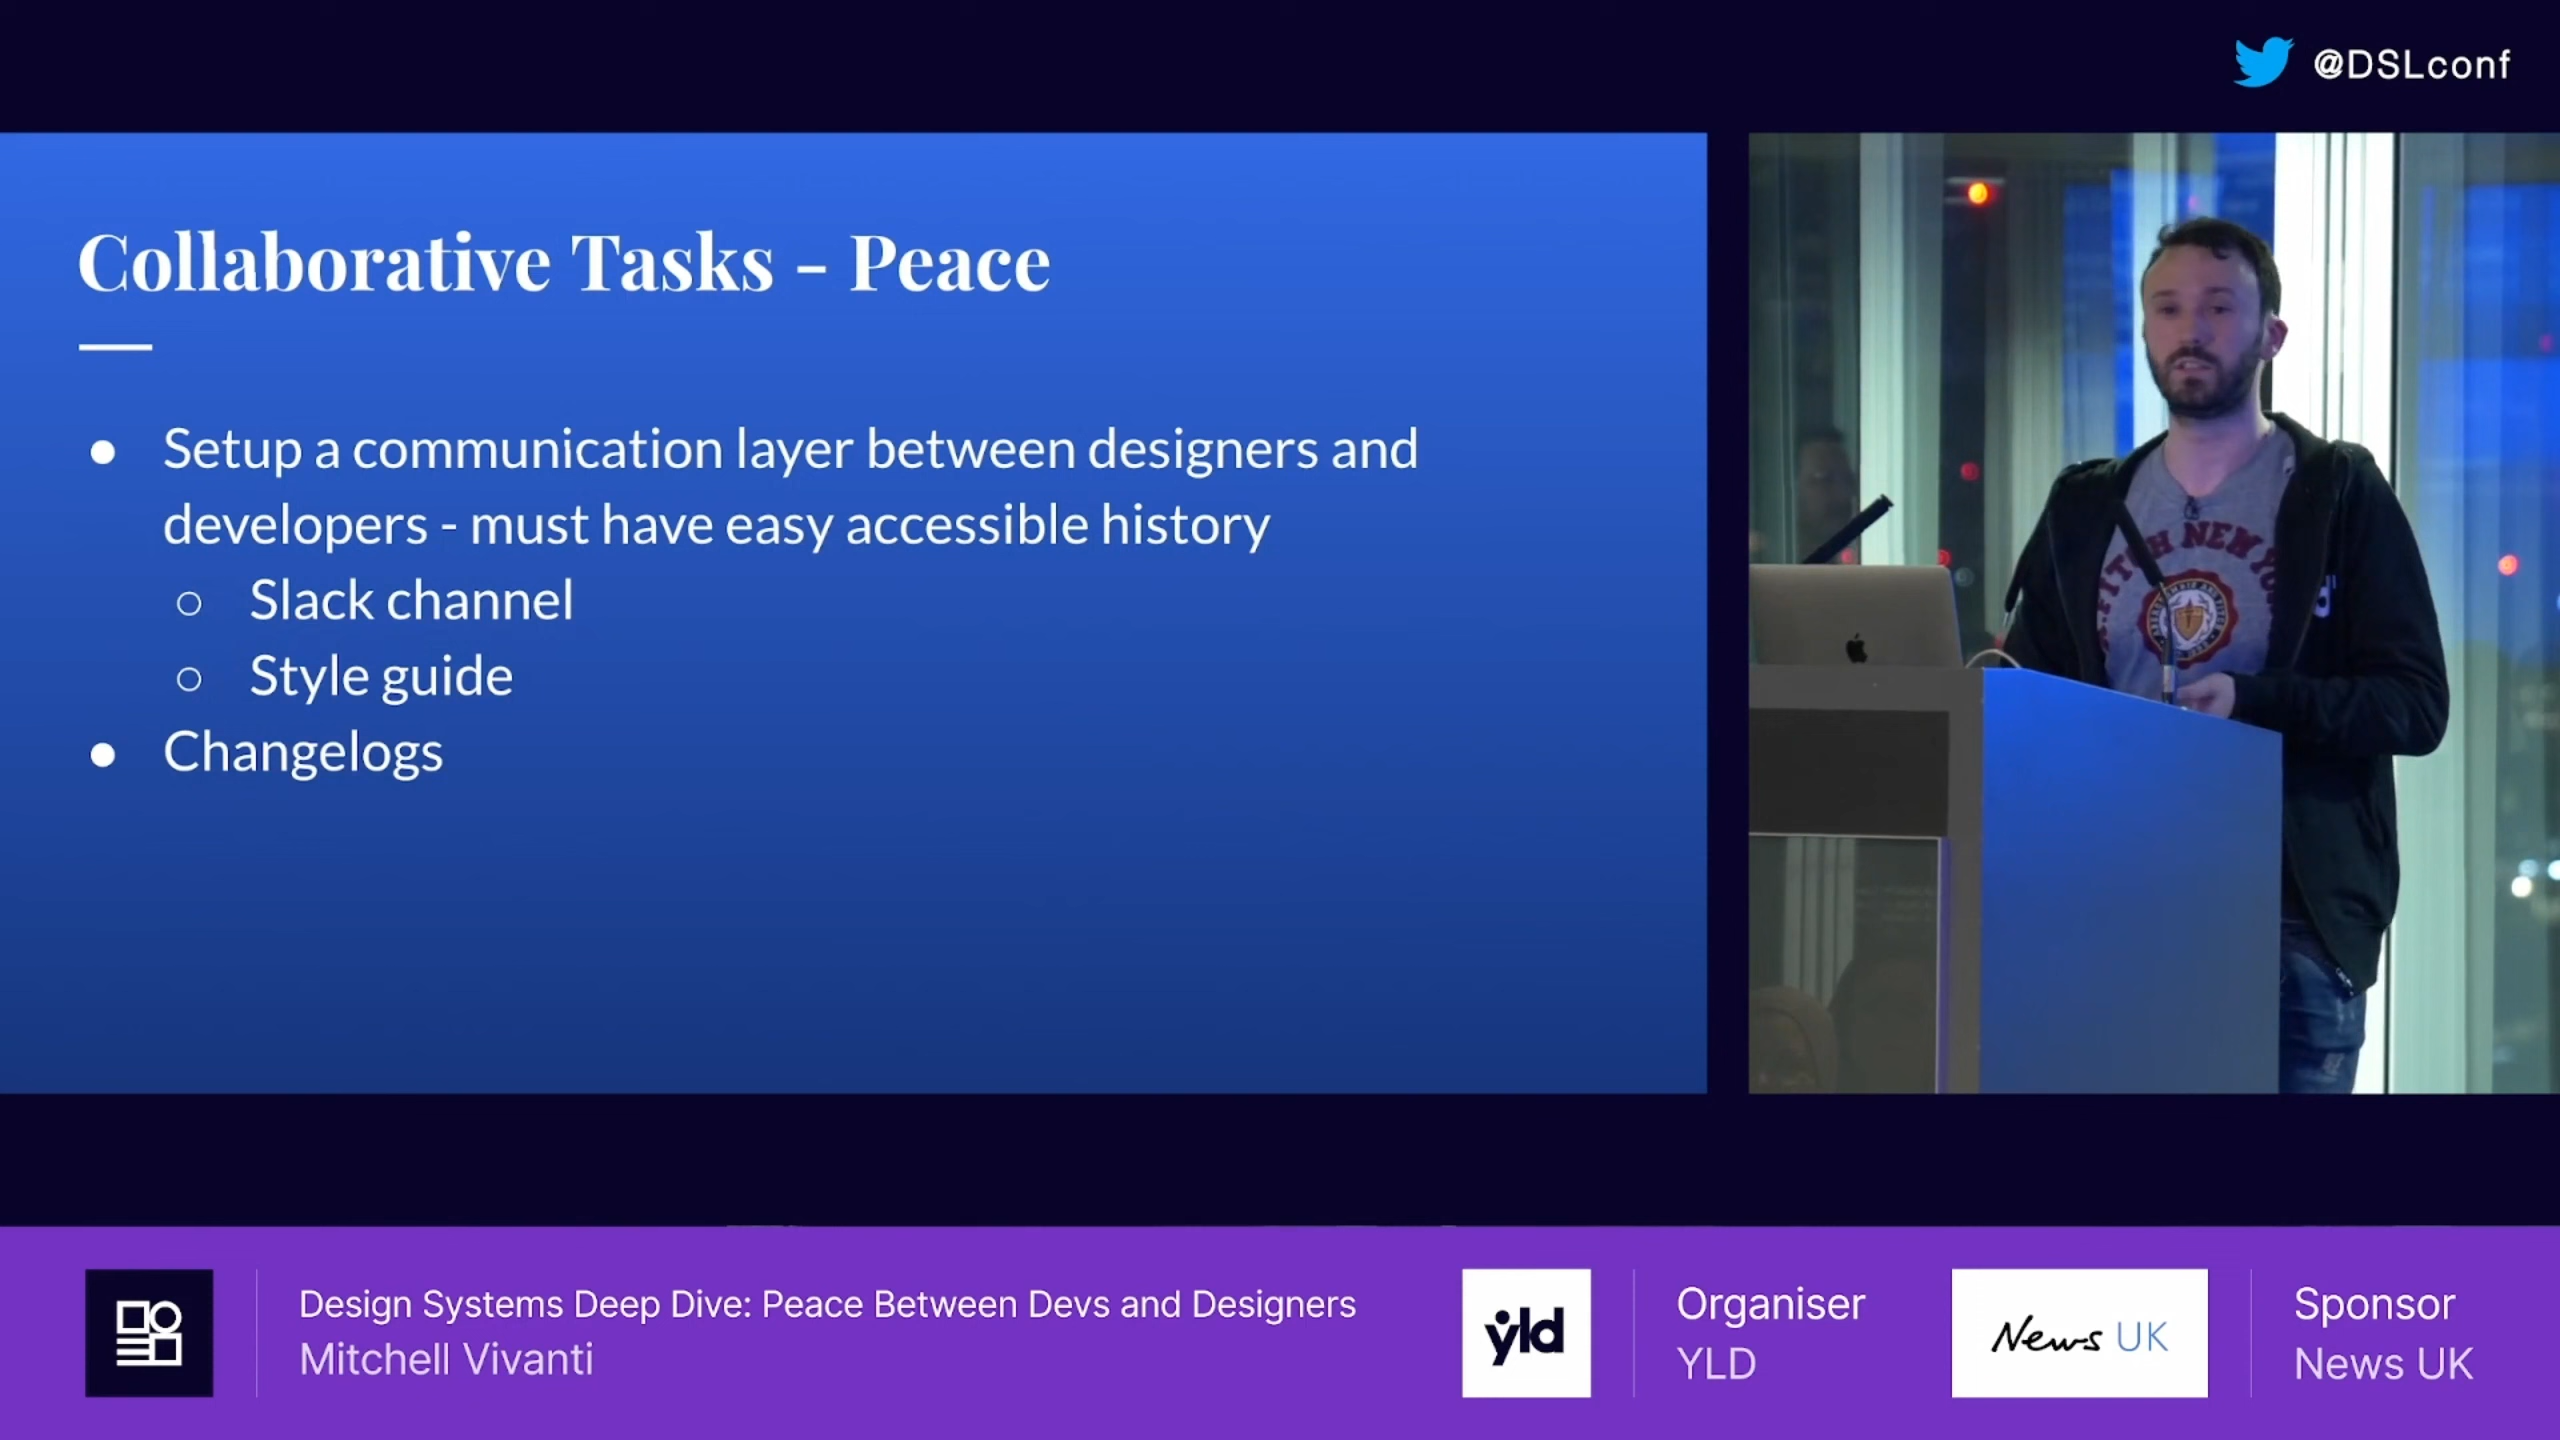 @DSLconf
Collaborative Tasks - Peace
Setup a communication layer between designers and
developers - must have easy accessible history
Slack channel
Style guide
Changelogs
NEW YO
Design Systems Deep Dive: Peace Between Devs and Designers
Mitchell Vivanti
yld
Organiser
YLD
News UK
Sponsor
News UK